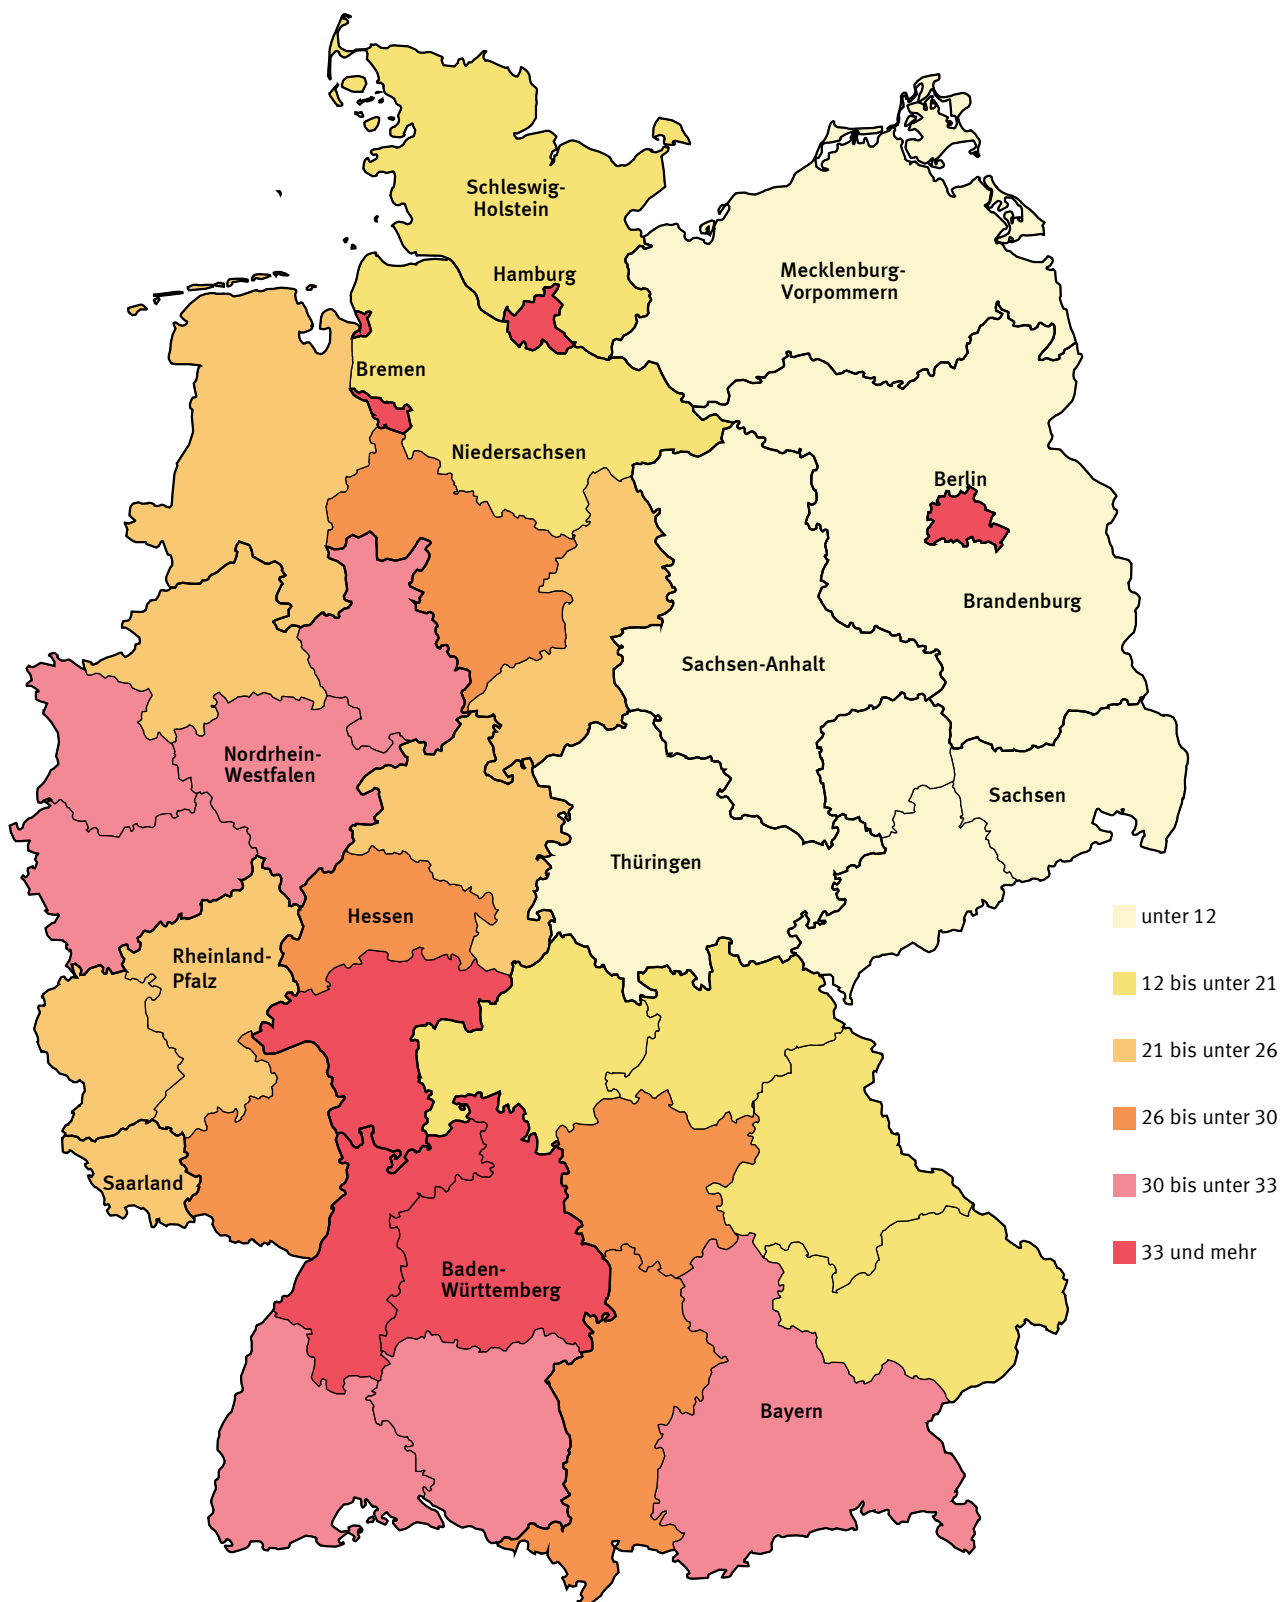 Schleswig-
Holstein
Hamburg
Mecklenburg-
Vorpommern
Bremen
Niedersachsen
Berlin
Brandenburg
Sachsen-Anhalt
Nordrhein-
Westfalen
Sachsen
Thüringen
Hessen
Rheinland-
Pfalz
Saarland
Baden-
Württemberg
Bayern
unter 12
12 bis unter 21
21 bis unter 26
26 bis unter 30
30 bis unter 33
33 und mehr